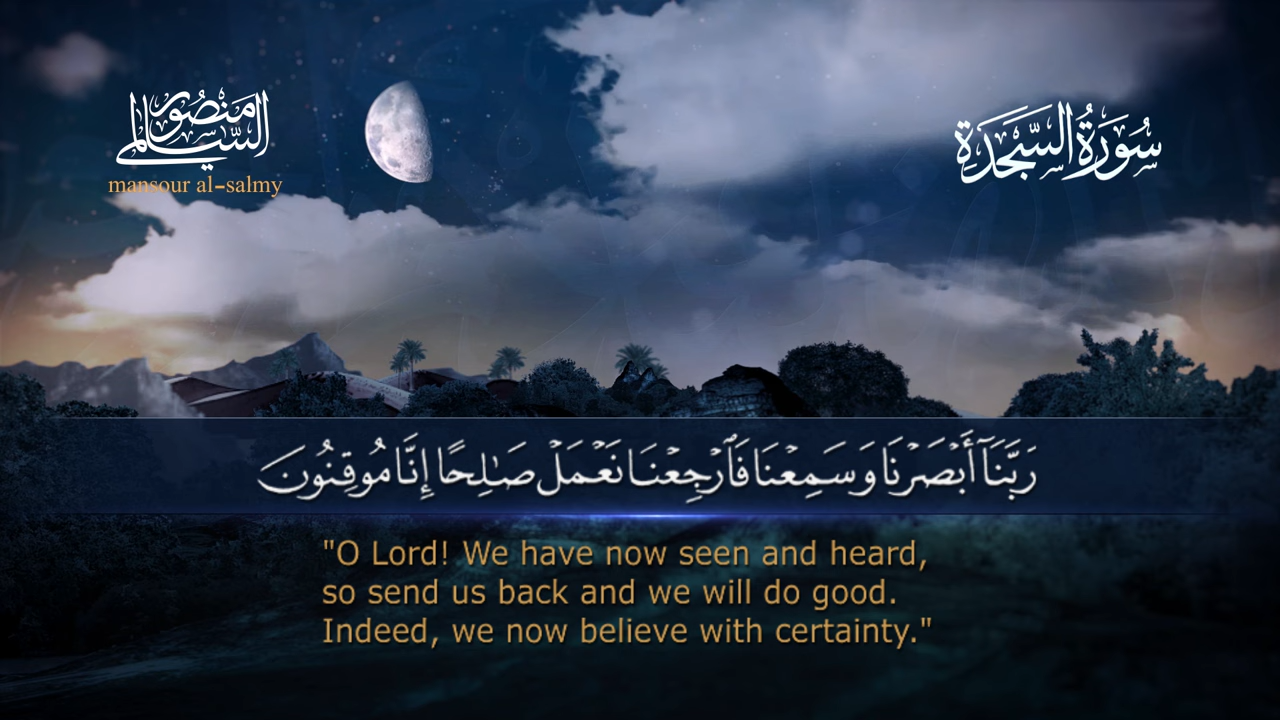 منصور السالمي
mansour al-salmy
سُورَةُ السَّجْدَةِ
رَبَّنَآ أَبْصَرْنَا وَسَمِعْنَا فَٱرْجِعْنَا نَعْمَلْ صَـٰلِحًا إِنَّا مُوقِنُونَ
"O Lord! We have now seen and heard,
so send us back and we will do good.
Indeed, we now believe with certainty."